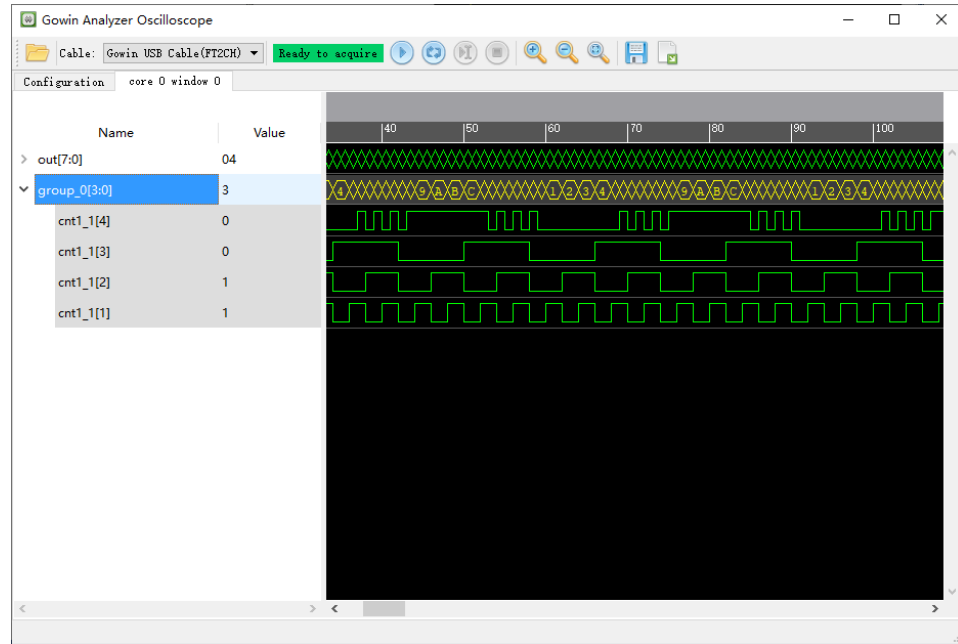 Gowin Analyzer Oscilloscope
Cable: Gowin USB Cable(FT2CH) Ready to acquire
Configuration core 0 window 0
Name Value
40 50 60 70 80 90 100
out[7:0] 04
group_0[3:0] 3 4 9 A B C 1 2 3 4 9 A B C 1 2 3 4
cnt1_1[4] 0
cnt1_1[3] 0
cnt1_1[2] 1
cnt1_1[1] 1